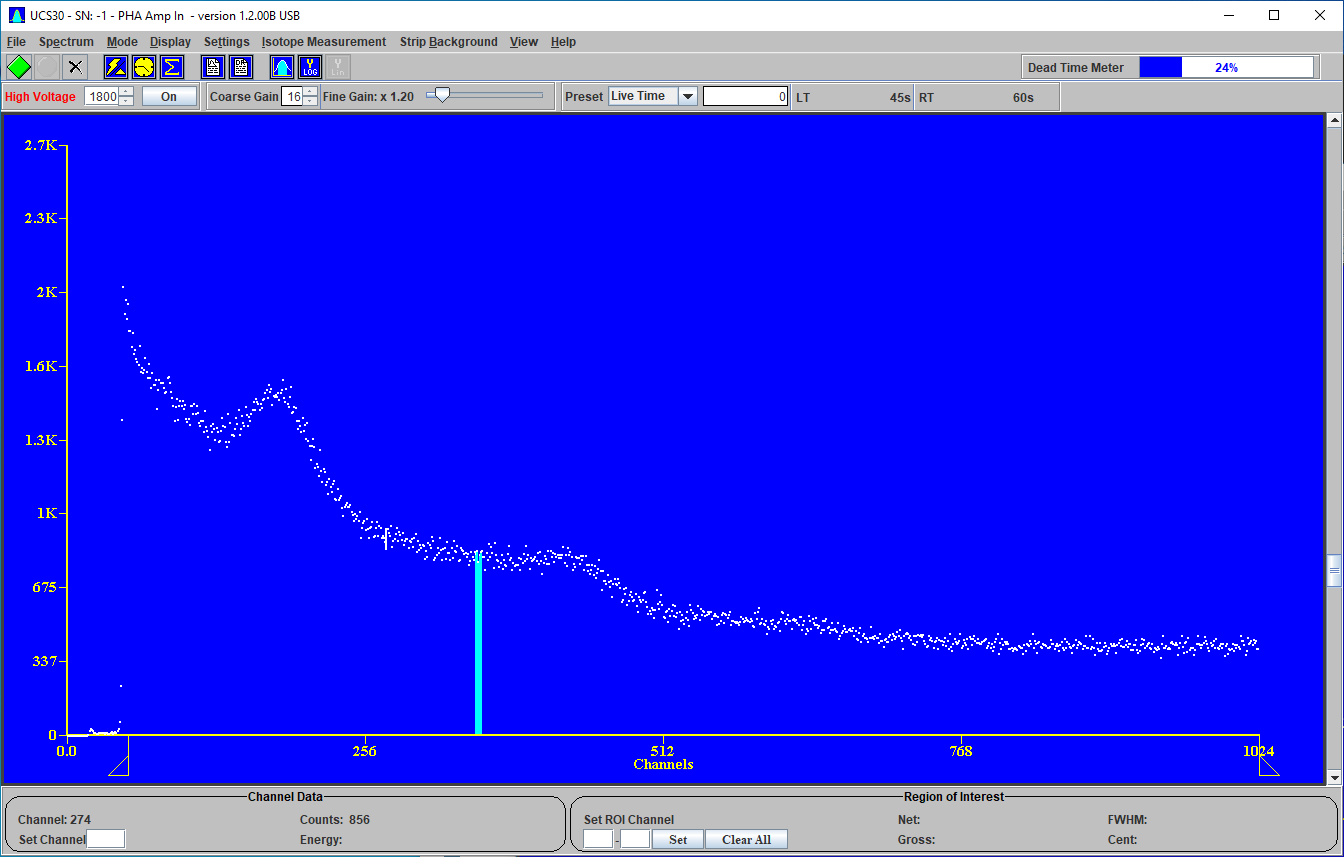 UCS30 - SN: -1 - PHA Amp In - version 1.2.00B USB
File Spectrum Mode Display Settings Isotope Measurement Strip Background View Help
Y LOG Y Lin Dead Time Meter 24%
High Voltage 1800 On Coarse Gain 16 Fine Gain: x 1.20 Preset Live Time 0 LT 45s RT 60s
2.7K
2.3K
2K
1.6K
1.3K
1K
675
337
0
0.0 256 512 768 1024
Channels
Channel Data Region of Interest
Channel: 274 Counts: 856 Set ROI Channel Net: FWHM:
Set Channel Energy: - Set Clear All Gross: Cent: